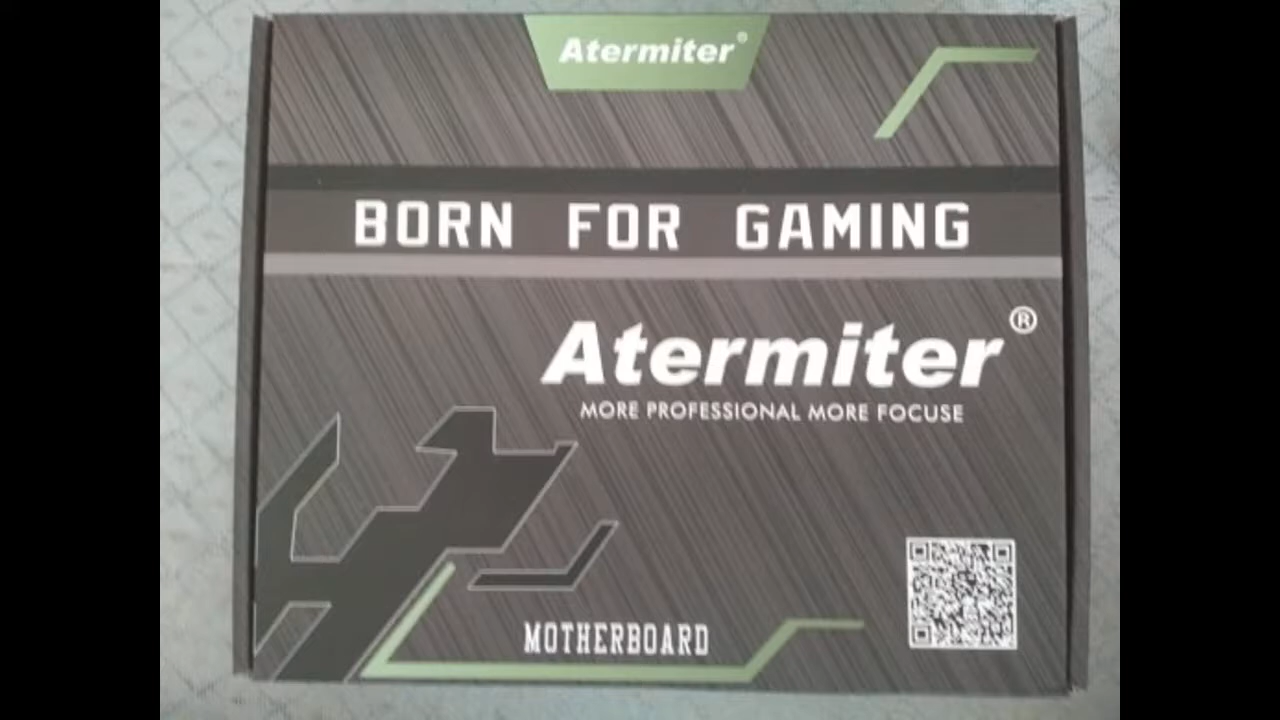 Atermiter®
BORN FOR GAMING
Atermiter®
MORE PROFESSIONAL MORE FOCUSE
MOTHERBOARD